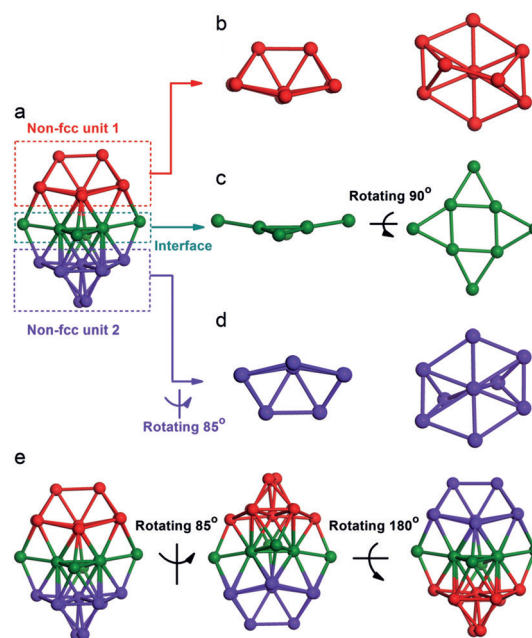 b
a
Non-fcc unit 1
c
Rotating 90°
Interface
Non-fcc unit 2
d
Rotating 85°
e
Rotating 85°
Rotating 180°